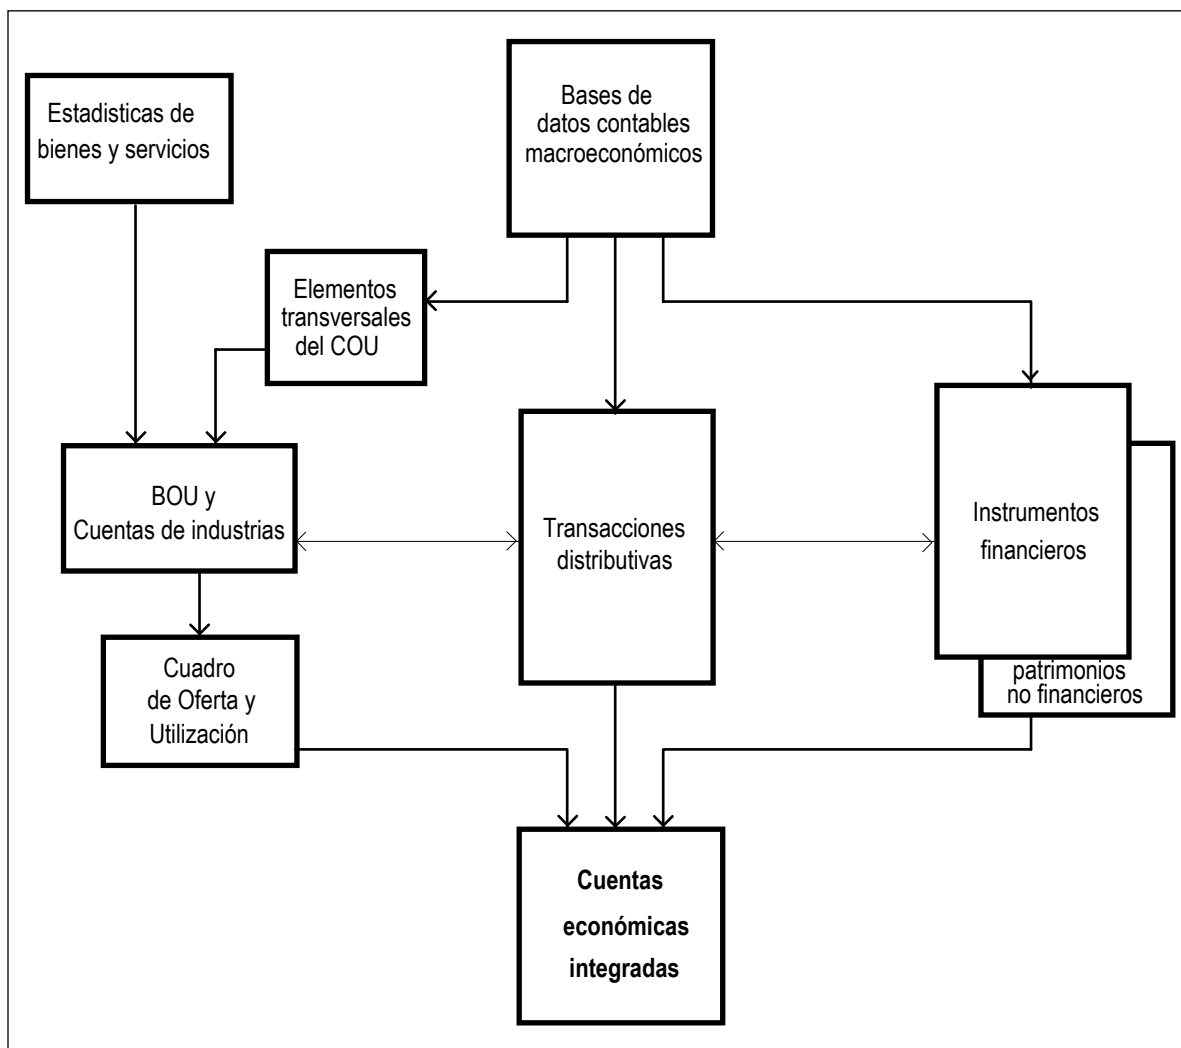 Estadisticas de
bienes y servicios
Bases de
datos contables
macroeconómicos
Elementos
transversales
del COU
BOU y
Cuentas de industrias
Transacciones
distributivas
Instrumentos
financieros
patrimonios
no financieros
Cuadro
de Oferta y
Utilización
Cuentas
económicas
integradas